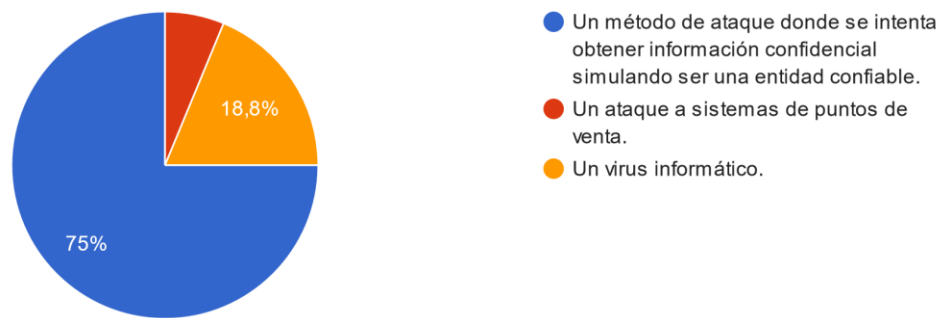 18,8%
75%
Un método de ataque donde se intenta
obtener información confidencial
simulando ser una entidad confiable.
Un ataque a sistemas de puntos de
venta.
Un virus informático.